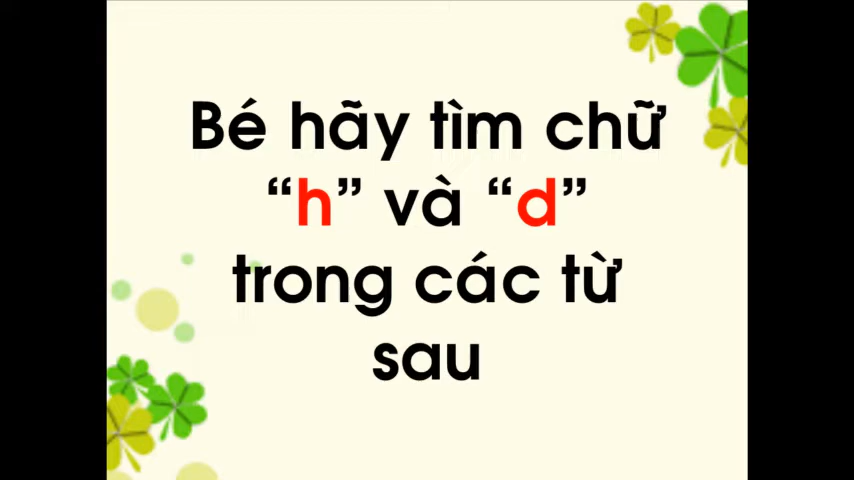 Bé hãy tìm chữ
“h” và “d”
trong các từ
sau